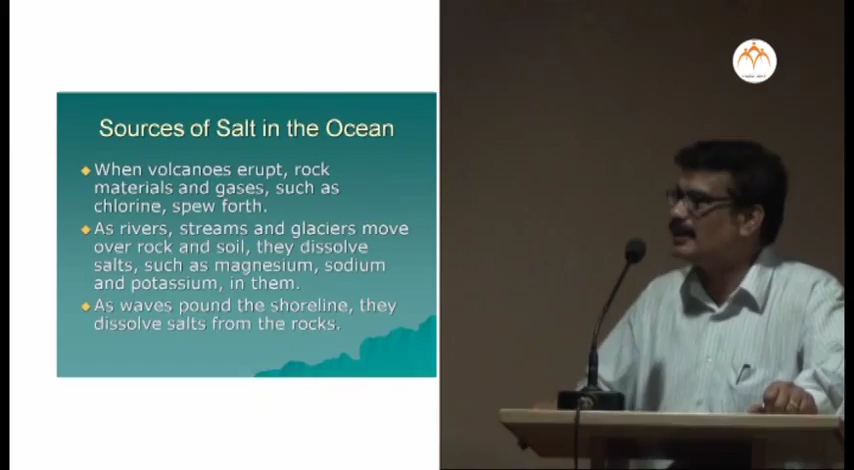 Sources of Salt in the Ocean
When volcanoes erupt, rock
materials and gases, such as
chlorine, spew forth.
As rivers, streams and glaciers move
over rock and soil, they dissolve
salts, such as magnesium, sodium
and potassium, in them.
As waves pound the shoreline, they
dissolve salts from the rocks.